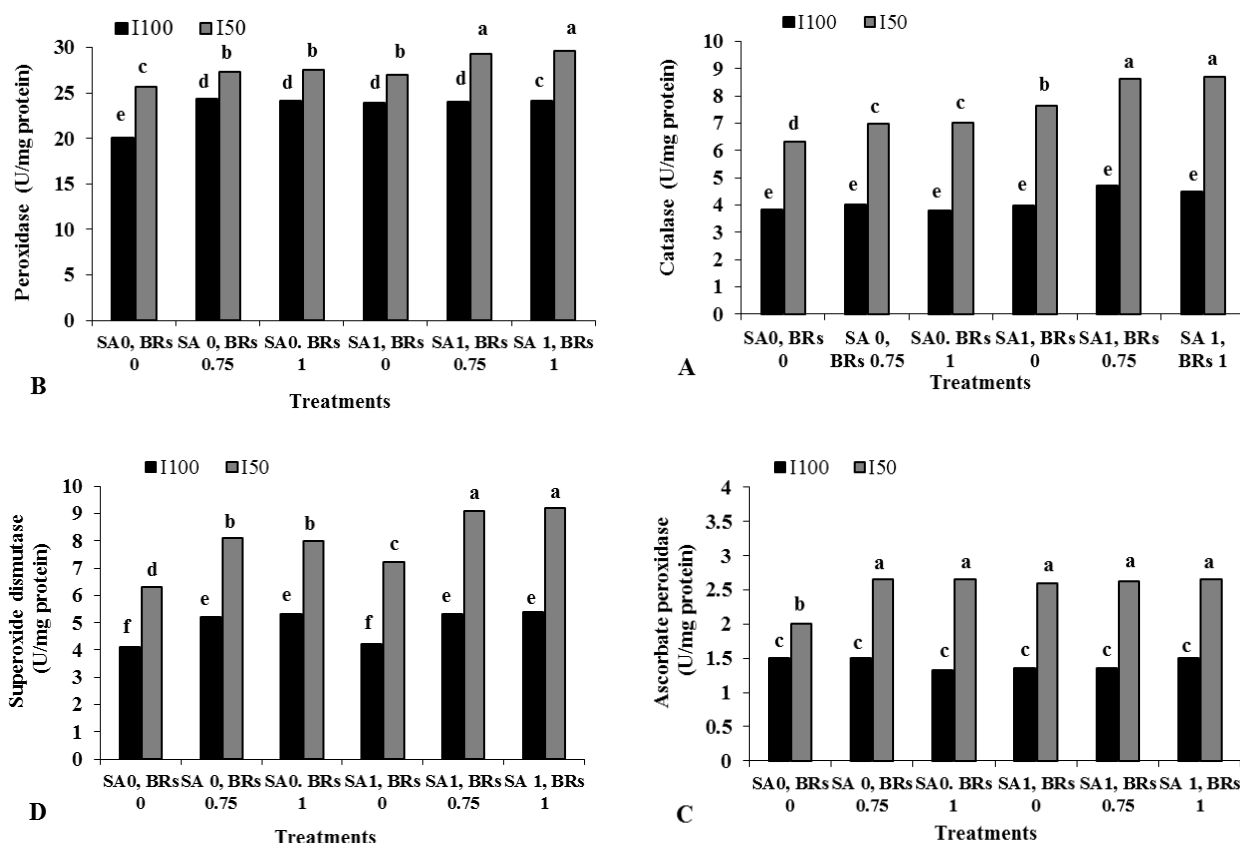 I100 I50
Peroxidase (U/mg protein)
30
25
20
15
10
5
0
e c d b d b d b d a c a
SA0, BRs 0
SA 0, BRs 0.75
SA0. BRs 1
SA1, BRs 0
SA1, BRs 0.75
SA 1, BRs 1
B
Treatments
I100 I50
Catalase (U/mg protein)
10
9
8
7
6
5
4
3
2
1
0
e d e c e c e b e a e a
SA0, BRs 0
SA 0, BRs 0.75
SA0. BRs 1
SA1, BRs 0
SA1, BRs 0.75
SA 1, BRs 1
A
Treatments
I100 I50
Superoxide dismutase
(U/mg protein)
10
9
8
7
6
5
4
3
2
1
0
f d e b e b f c e a e a
SA0, BRs 0
SA 0, BRs 0.75
SA0. BRs 1
SA1, BRs 0
SA1, BRs 0.75
SA 1, BRs 1
D
Treatments
I100 I50
Ascorbate peroxidase
(U/mg protein)
4
3.5
3
2.5
2
1.5
1
0.5
0
c b c a c a c a c a c a
SA0, BRs 0
SA 0, BRs 0.75
SA0. BRs 1
SA1, BRs 0
SA1, BRs 0.75
SA 1, BRs 1
C
Treatments